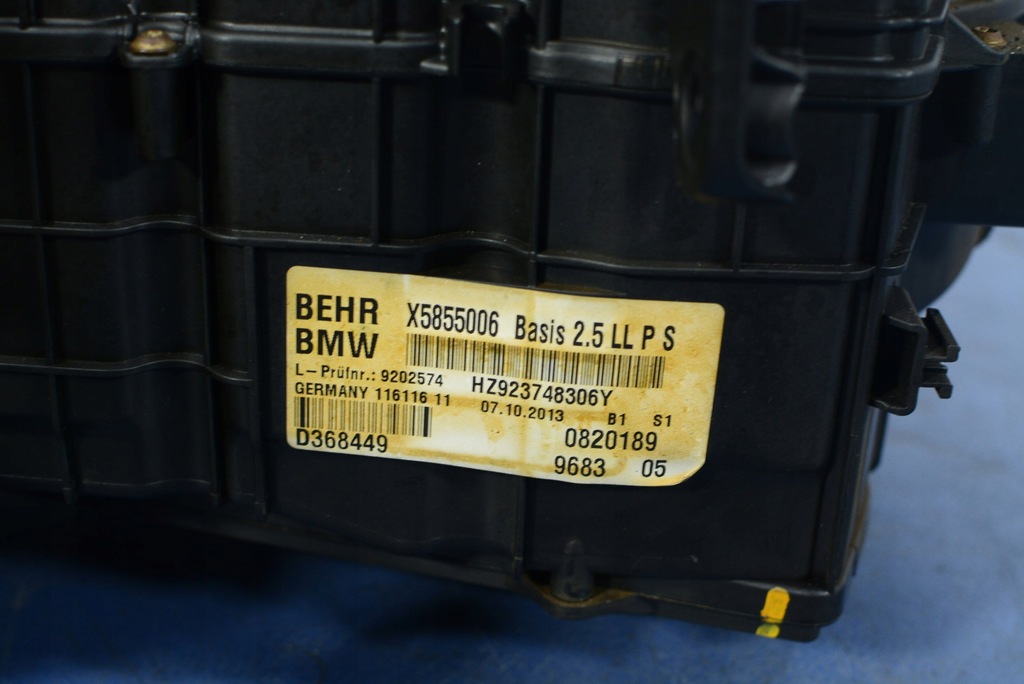 BEHR X5855006 Basis 2.5 LL P S
BMW
L-Prüfnr.: 9202574 HZ923748306Y
GERMANY 116116 11 07.10.2013 B1 S1
D368449 0820189
9683 05